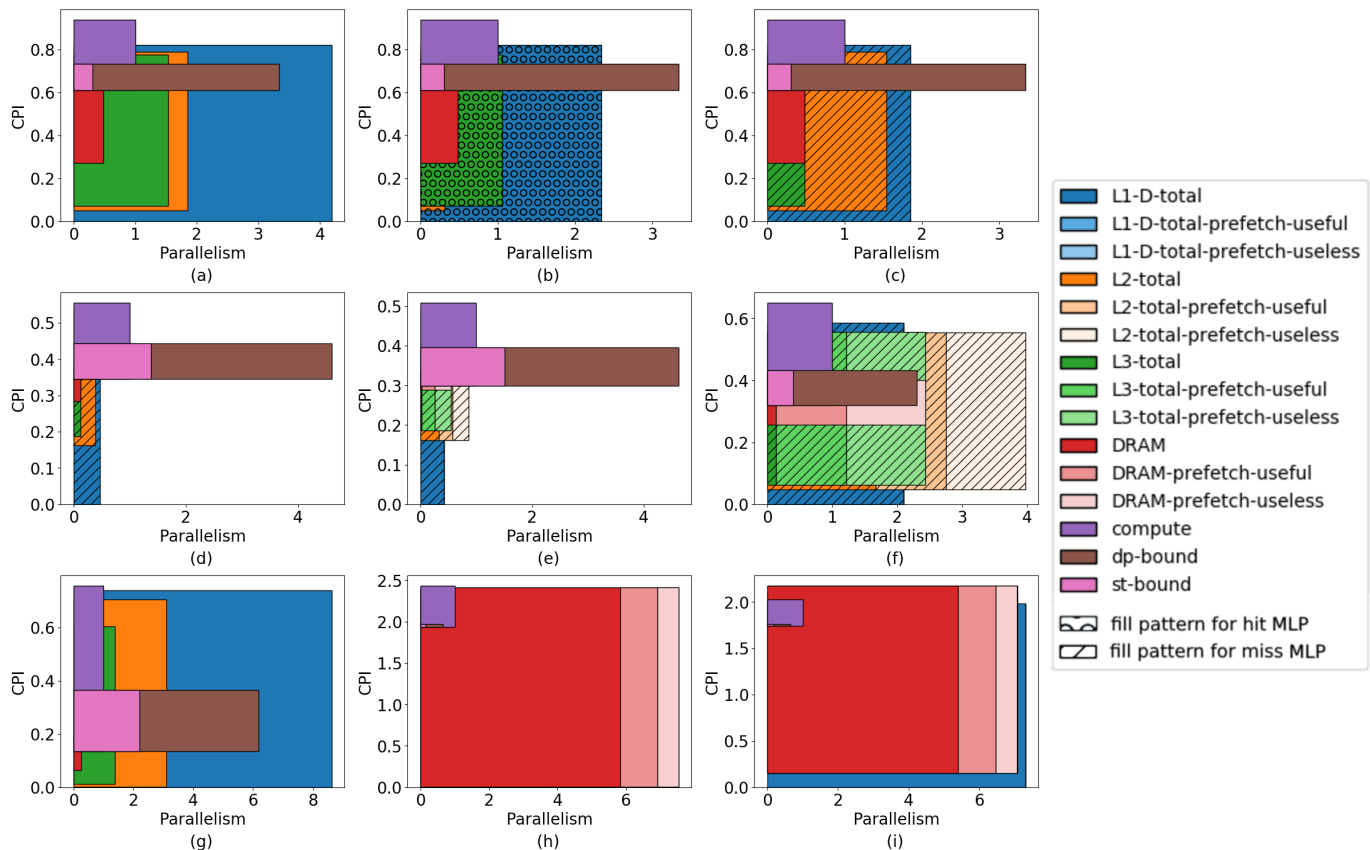 CPI
0.8
0.6
0.4
0.2
0.0
0 1 2 3 4
Parallelism
(a)
CPI
0.8
0.6
0.4
0.2
0.0
0 1 2 3
Parallelism
(b)
CPI
0.8
0.6
0.4
0.2
0.0
0 1 2 3
Parallelism
(c)
CPI
0.5
0.4
0.3
0.2
0.1
0.0
0 2 4
Parallelism
(d)
CPI
0.5
0.4
0.3
0.2
0.1
0.0
0 2 4
Parallelism
(e)
CPI
0.6
0.4
0.2
0.0
0 1 2 3 4
Parallelism
(f)
CPI
0.6
0.4
0.2
0.0
0 2 4 6 8
Parallelism
(g)
CPI
2.5
2.0
1.5
1.0
0.5
0.0
0 2 4 6
Parallelism
(h)
CPI
2.0
1.5
1.0
0.5
0.0
0 2 4 6
Parallelism
(i)
L1-D-total
L1-D-total-prefetch-useful
L1-D-total-prefetch-useless
L2-total
L2-total-prefetch-useful
L2-total-prefetch-useless
L3-total
L3-total-prefetch-useful
L3-total-prefetch-useless
DRAM
DRAM-prefetch-useful
DRAM-prefetch-useless
compute
dp-bound
st-bound
fill pattern for hit MLP
fill pattern for miss MLP